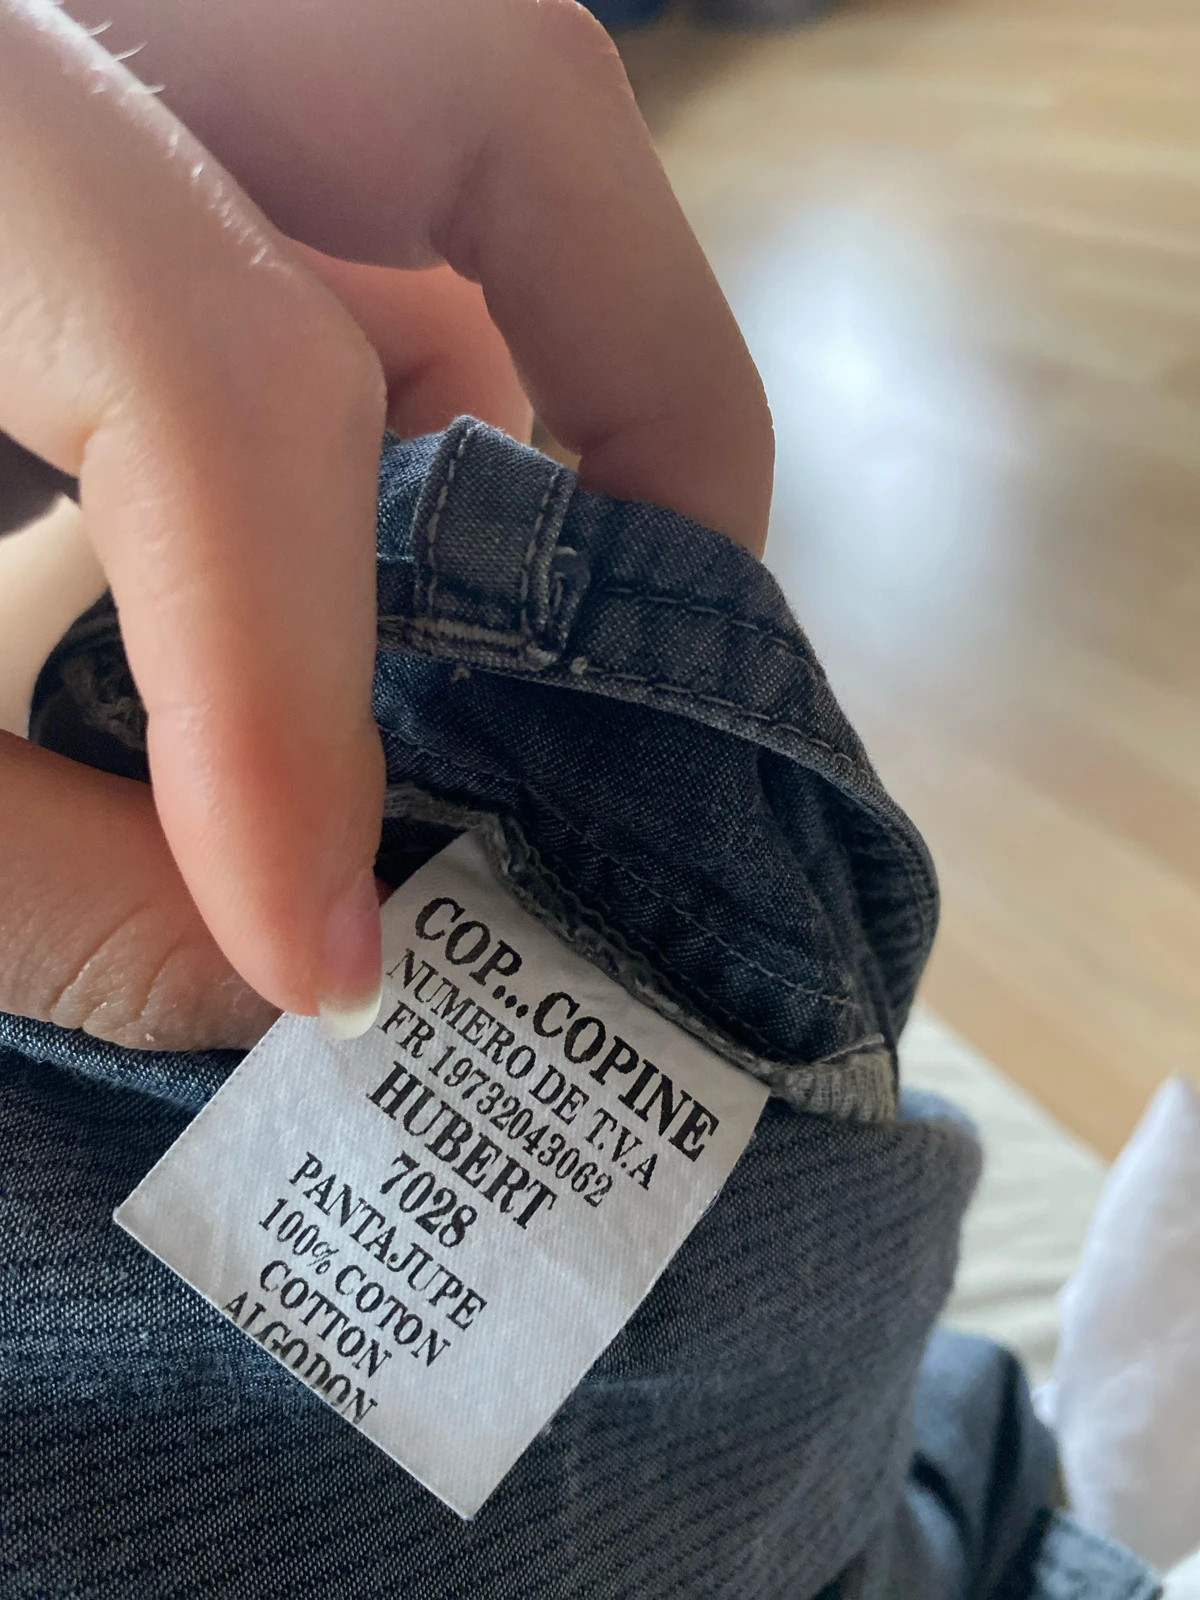 COP...COPINE
NUMERO DE T.V.A
FR 19732043062
HUBERT
7028
PANTAJUPE
100% COTON
COTTON
ALGODON